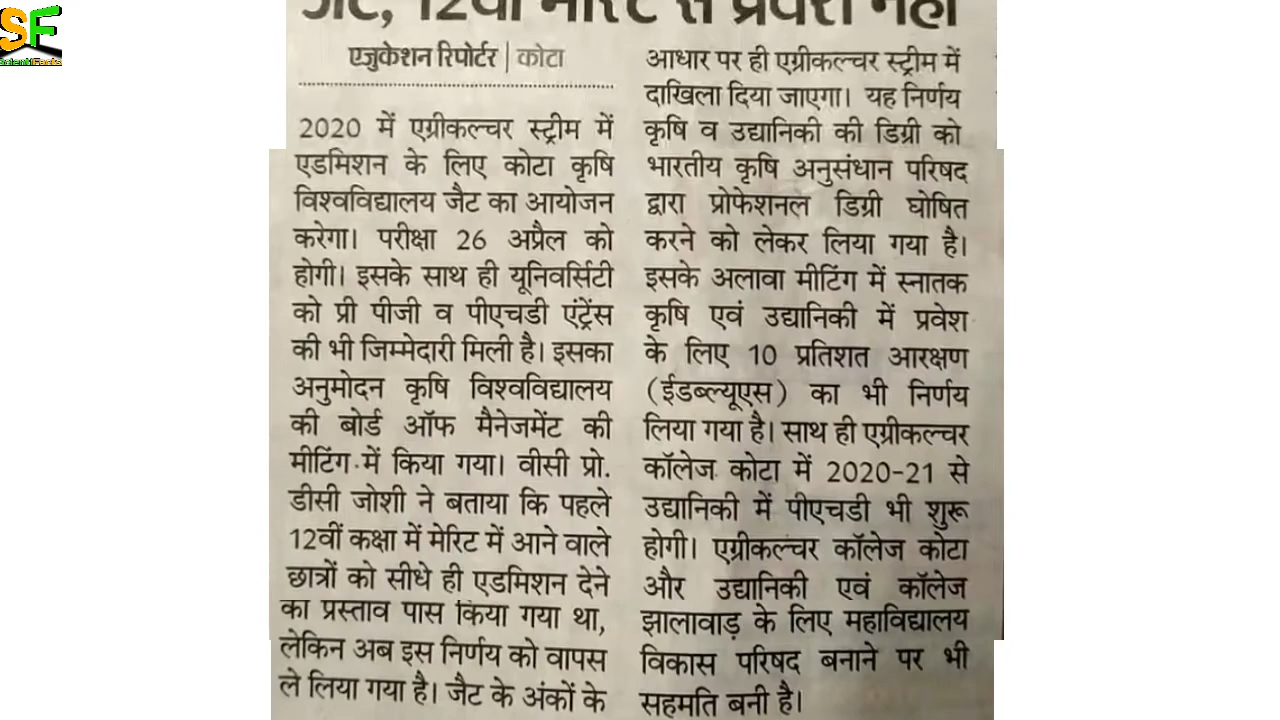 SF
जेट, 12वीं मेरिट से प्रवेश नहीं
एजुकेशन रिपोर्टर | कोटा
2020 में एग्रीकल्चर स्ट्रीम में
एडमिशन के लिए कोटा कृषि
विश्वविद्यालय जैट का आयोजन
करेगा। परीक्षा 26 अप्रैल को
होगी। इसके साथ ही यूनिवर्सिटी
को प्री पीजी व पीएचडी एंट्रेंस
की भी जिम्मेदारी मिली है। इसका
अनुमोदन कृषि विश्वविद्यालय
की बोर्ड ऑफ मैनेजमेंट की
मीटिंग में किया गया। वीसी प्रो.
डीसी जोशी ने बताया कि पहले
12वीं कक्षा में मेरिट में आने वाले
छात्रों को सीधे ही एडमिशन देने
का प्रस्ताव पास किया गया था,
लेकिन अब इस निर्णय को वापस
ले लिया गया है। जैट के अंकों के
आधार पर ही एग्रीकल्चर स्ट्रीम में
दाखिला दिया जाएगा। यह निर्णय
कृषि व उद्यानिकी की डिग्री को
भारतीय कृषि अनुसंधान परिषद
द्वारा प्रोफेशनल डिग्री घोषित
करने को लेकर लिया गया है।
इसके अलावा मीटिंग में स्नातक
कृषि एवं उद्यानिकी में प्रवेश
के लिए 10 प्रतिशत आरक्षण
(ईडब्ल्यूएस) का भी निर्णय
लिया गया है। साथ ही एग्रीकल्चर
कॉलेज कोटा में 2020-21 से
उद्यानिकी में पीएचडी भी शुरू
होगी। एग्रीकल्चर कॉलेज कोटा
और उद्यानिकी एवं कॉलेज
झालावाड़ के लिए महाविद्यालय
विकास परिषद बनाने पर भी
सहमति बनी है।